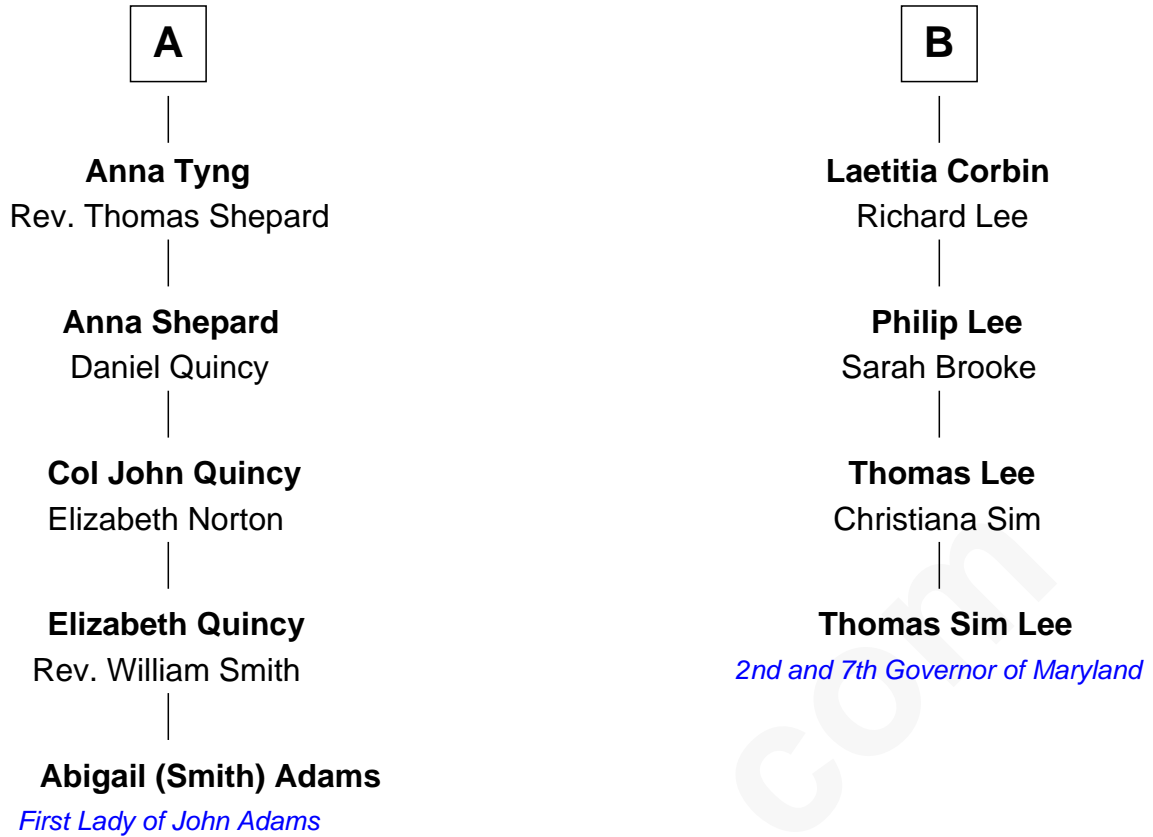 A
Anna Tyng
Rev. Thomas Shepard
Anna Shepard
Daniel Quincy
Col John Quincy
Elizabeth Norton
Elizabeth Quincy
Rev. William Smith
Abigail (Smith) Adams
First Lady of John Adams
B
Laetitia Corbin
Richard Lee
Philip Lee
Sarah Brooke
Thomas Lee
Christiana Sim
Thomas Sim Lee
2nd and 7th Governor of Maryland
com